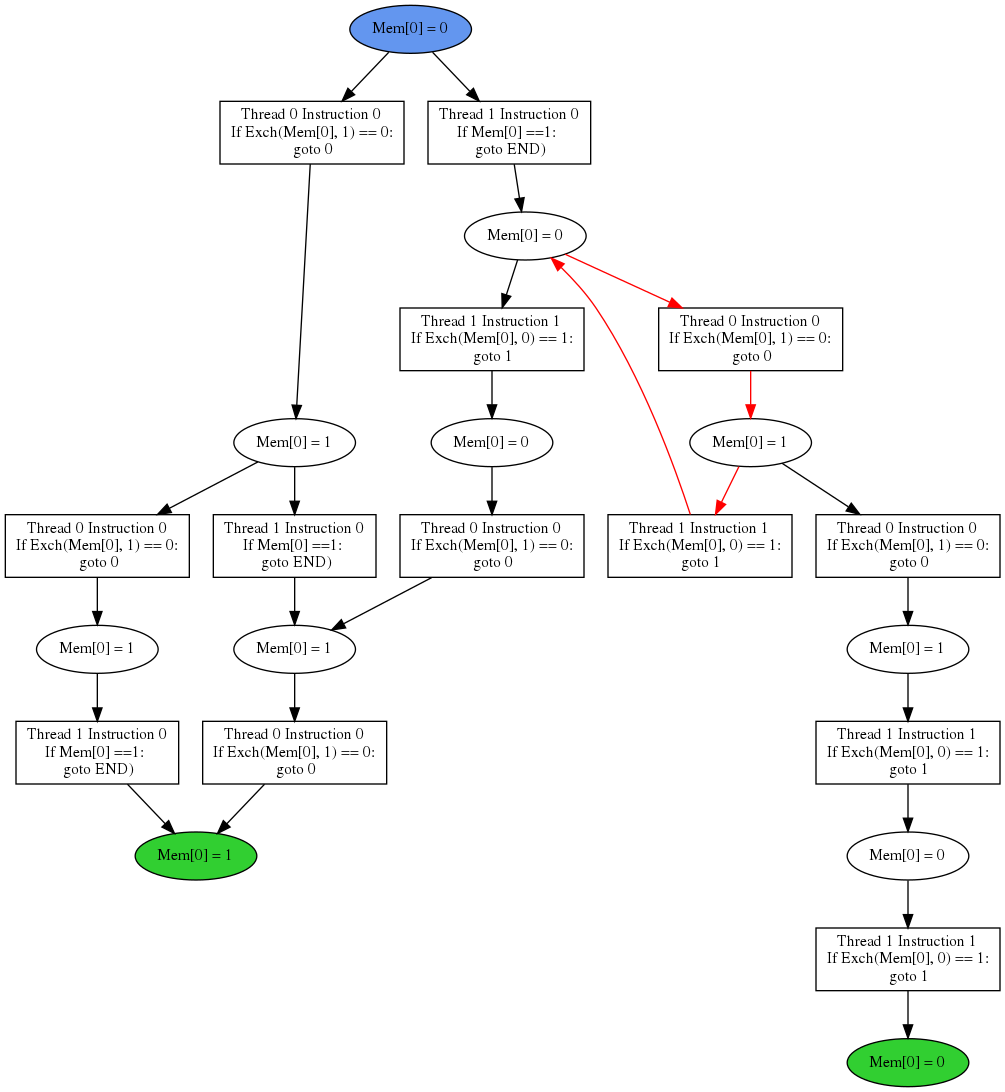 Mem[0] = 0
Thread 0 Instruction 0
If Exch(Mem[0], 1) == 0:
goto 0
Thread 1 Instruction 0
If Mem[0] ==1:
goto END)
Mem[0] = 0
Thread 1 Instruction 1
If Exch(Mem[0], 0) == 1:
goto 1
Thread 0 Instruction 0
If Exch(Mem[0], 1) == 0:
goto 0
Mem[0] = 1
Mem[0] = 0
Mem[0] = 1
Thread 0 Instruction 0
If Exch(Mem[0], 1) == 0:
goto 0
Thread 1 Instruction 0
If Mem[0] ==1:
goto END)
Thread 0 Instruction 0
If Exch(Mem[0], 1) == 0:
goto 0
Thread 1 Instruction 1
If Exch(Mem[0], 0) == 1:
goto 1
Thread 0 Instruction 0
If Exch(Mem[0], 1) == 0:
goto 0
Mem[0] = 1
Mem[0] = 1
Mem[0] = 1
Thread 1 Instruction 0
If Mem[0] ==1:
goto END)
Thread 0 Instruction 0
If Exch(Mem[0], 1) == 0:
goto 0
Thread 1 Instruction 1
If Exch(Mem[0], 0) == 1:
goto 1
Mem[0] = 1
Mem[0] = 0
Thread 1 Instruction 1
If Exch(Mem[0], 0) == 1:
goto 1
Mem[0] = 0